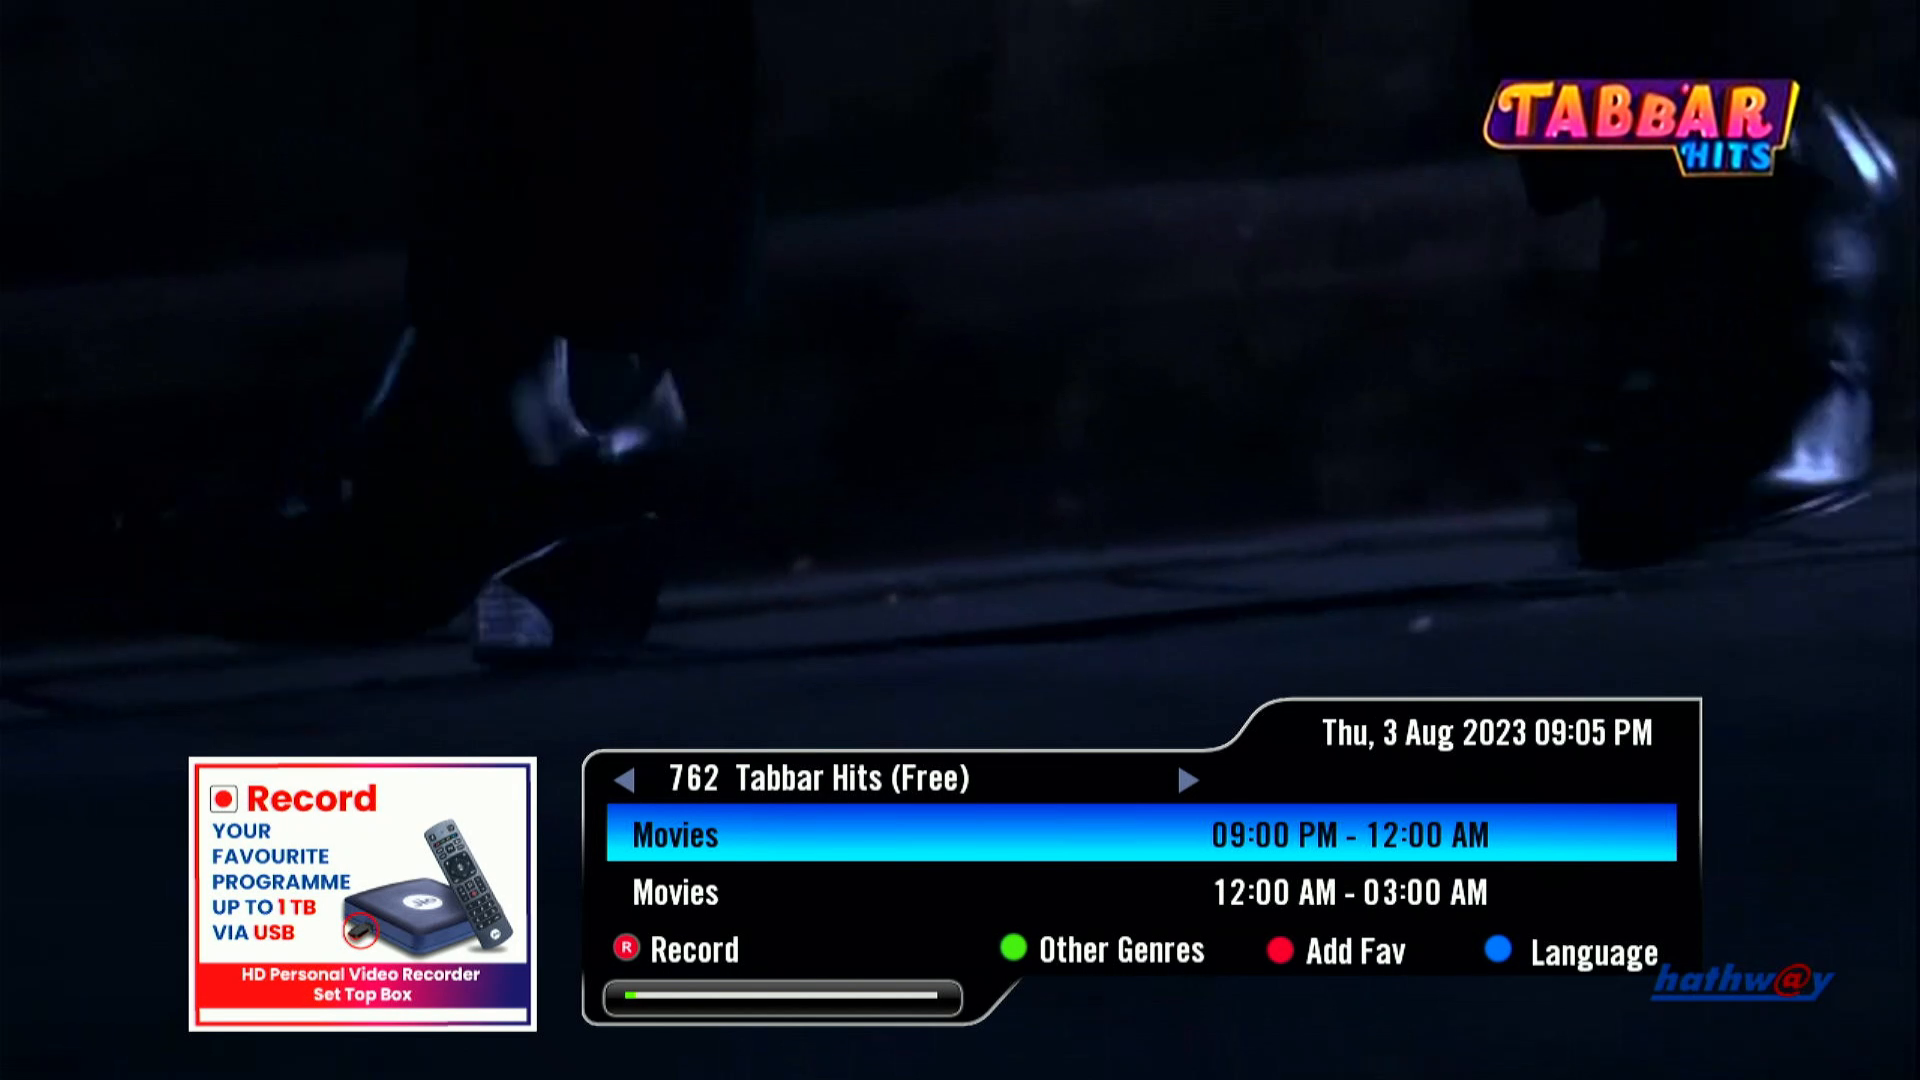 TABBAR
HITS
Thu, 3 Aug 2023 09:05 PM
762 Tabbar Hits (Free)
Movies 09:00 PM - 12:00 AM
Movies 12:00 AM - 03:00 AM
R Record Other Genres Add Fav Language
hathw@y
Record
YOUR
FAVOURITE
PROGRAMME
UP TO 1 TB
VIA USB
Jio
HD Personal Video Recorder
Set Top Box